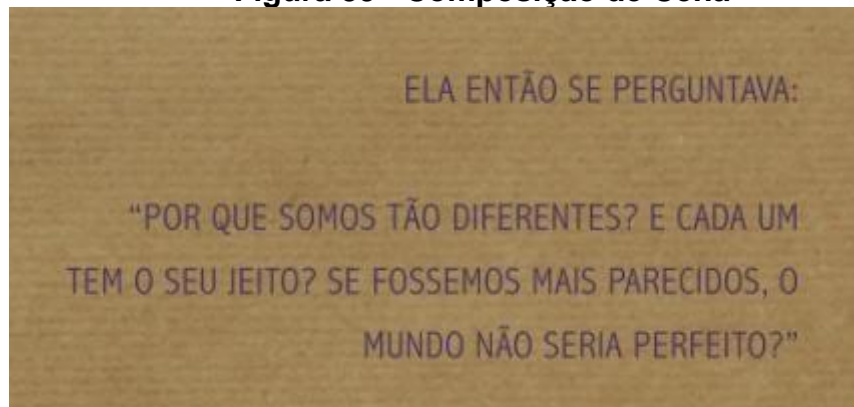 ELA ENTÃO SE PERGUNTAVA:
“POR QUE SOMOS TÃO DIFERENTES? E CADA UM
TEM O SEU JEITO? SE FOSSEMOS MAIS PARECIDOS, O
MUNDO NÃO SERIA PERFEITO?”